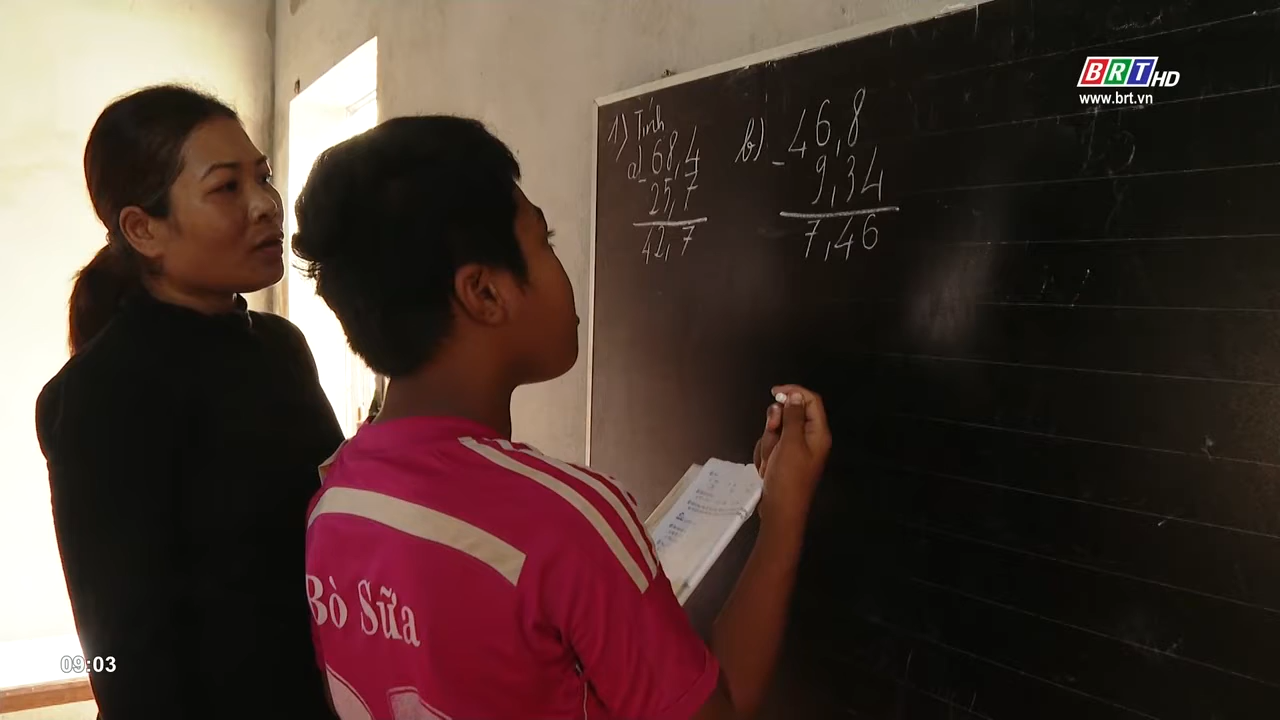 BRT HD
www.brt.vn
1) Tính
a) 68,4
- 25,7
42,7
b) 46,8
- 9,34
7,46
Bò Sữa
09:03